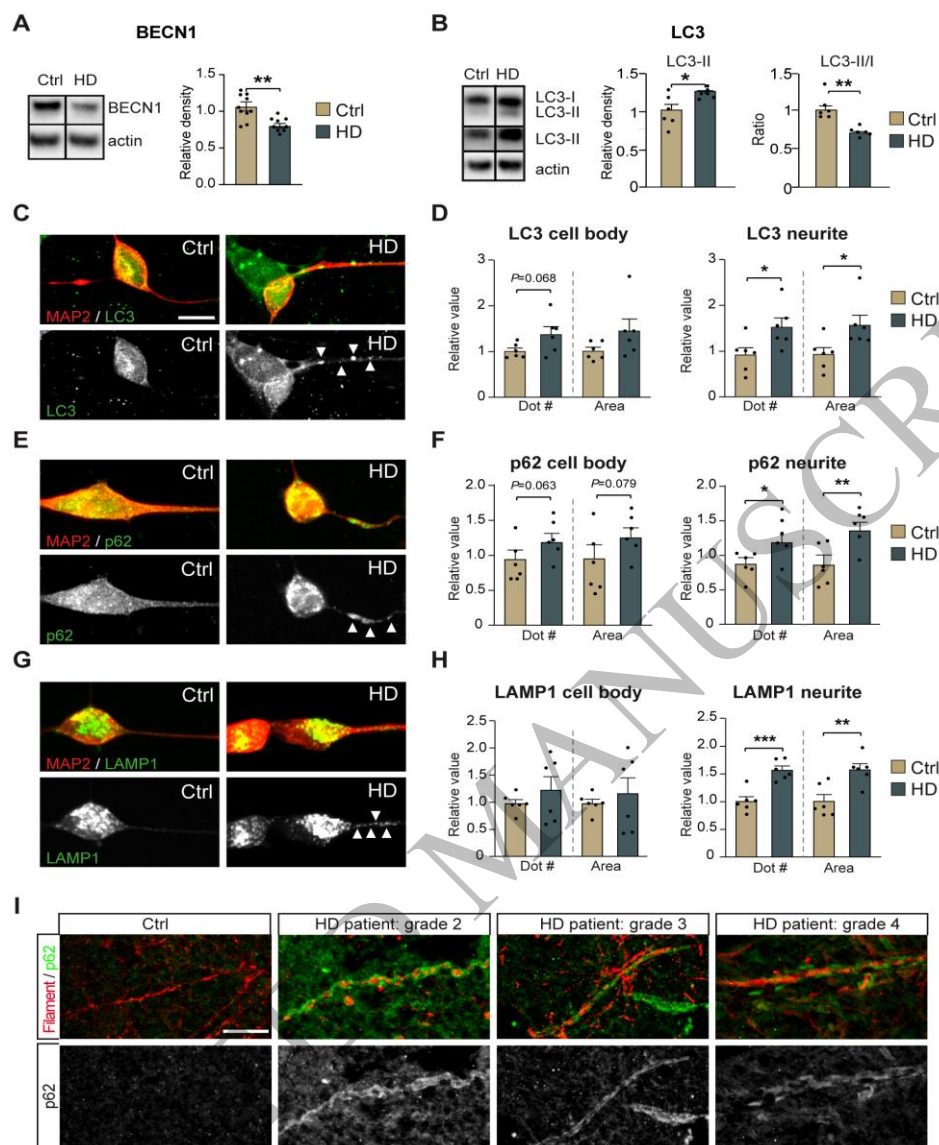 A
BECN1
Ctrl HD
BECN1
actin
Relative density
1.5
1.0
0.5
0.0
**
Ctrl
HD
B
LC3
Ctrl HD
LC3-I
LC3-II
LC3-II
actin
LC3-II
Relative density
1.5
1
0.5
0
*
LC3-II/I
Ratio
1.5
1
0.5
0
**
Ctrl
HD
C
Ctrl
HD
MAP2 / LC3
Ctrl
HD
LC3
D
LC3 cell body
Relative value
3
2
1
0
P=0.068
Dot #
Area
LC3 neurite
Relative value
3
2
1
0
*
*
Dot #
Area
Ctrl
HD
E
Ctrl
HD
MAP2 / p62
Ctrl
HD
p62
F
p62 cell body
Relative value
2.0
1.5
1.0
0.5
0
P=0.063
P=0.079
Dot #
Area
p62 neurite
Relative value
2.0
1.5
1.0
0.5
0
*
**
Dot #
Area
Ctrl
HD
G
Ctrl
HD
MAP2 / LAMP1
Ctrl
HD
LAMP1
H
LAMP1 cell body
Relative value
2.5
2.0
1.5
1.0
0.5
0
Dot #
Area
LAMP1 neurite
Relative value
2.5
2.0
1.5
1.0
0.5
0
***
**
Dot #
Area
Ctrl
HD
I
Ctrl
HD patient: grade 2
HD patient: grade 3
HD patient: grade 4
Filament / p62
p62
D MANUSCR